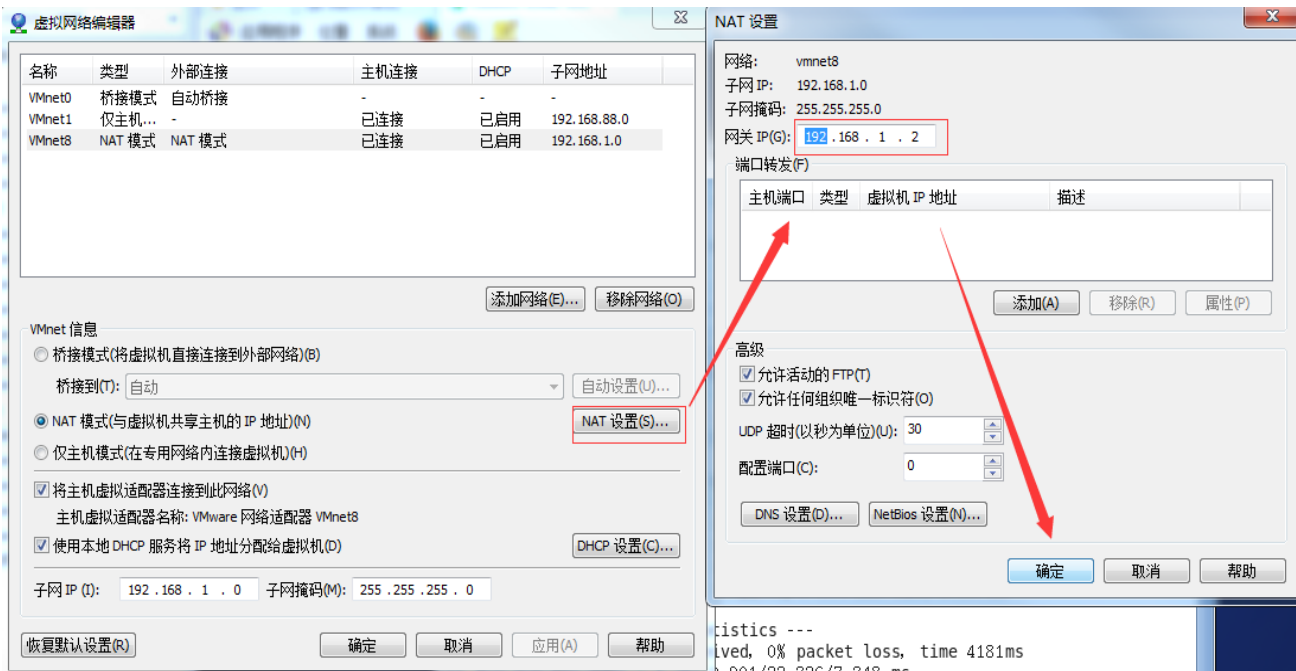 虚拟网络编辑器
名称 类型 外部连接 主机连接 DHCP 子网地址
VMnet0 桥接模式 自动桥接 - - -
VMnet1 仅主机... - 已连接 已启用 192.168.88.0
VMnet8 NAT 模式 NAT 模式 已连接 已启用 192.168.1.0
添加网络(E)... 移除网络(O)
VMnet 信息
桥接模式(将虚拟机直接连接到外部网络)(B)
桥接到(T): 自动 自动设置(U)...
NAT 模式(与虚拟机共享主机的 IP 地址)(N) NAT 设置(S)...
仅主机模式(在专用网络内连接虚拟机)(H)
将主机虚拟适配器连接到此网络(V)
主机虚拟适配器名称: VMware 网络适配器 VMnet8
使用本地 DHCP 服务将 IP 地址分配给虚拟机(D) DHCP 设置(C)...
子网 IP (I): 192 . 168 . 1 . 0 子网掩码(M): 255 . 255 . 255 . 0
恢复默认设置(R) 确定 取消 应用(A) 帮助
NAT 设置
网络: vmnet8
子网 IP: 192.168.1.0
子网掩码: 255.255.255.0
网关 IP(G): 192 . 168 . 1 . 2
端口转发(F)
主机端口 类型 虚拟机 IP 地址 描述
添加(A) 移除(R) 属性(P)
高级
允许活动的 FTP(T)
允许任何组织唯一标识符(O)
UDP 超时(以秒为单位)(U): 30
配置端口(C): 0
DNS 设置(D)... NetBios 设置(N)...
确定 取消 帮助
tistics ---
ived, 0% packet loss, time 4181ms